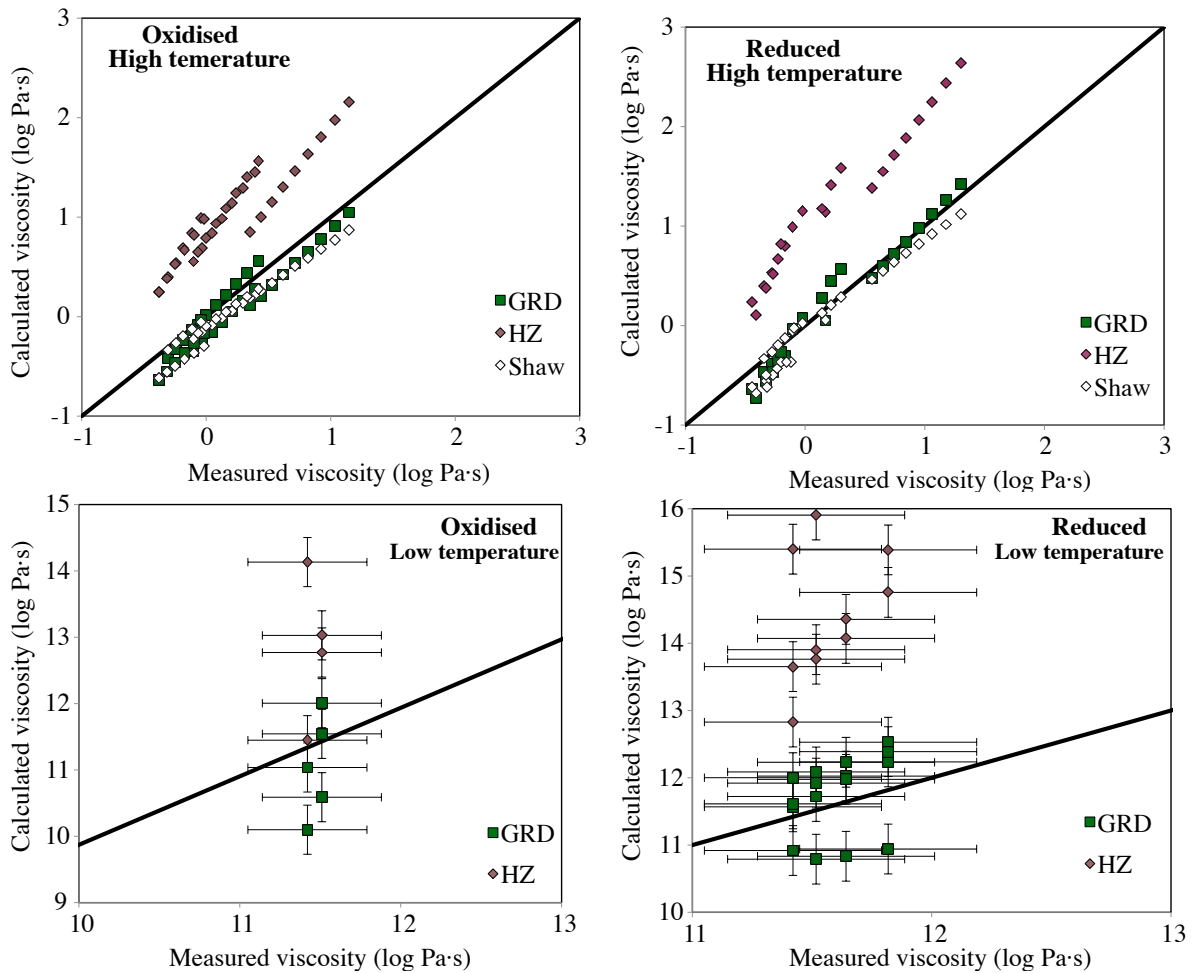 Oxidised
High temerature
Calculated viscosity (log Pa·s)
3
2
1
0
-1
GRD
HZ
Shaw
-1 0 1 2 3
Measured viscosity (log Pa·s)
Reduced
High temperature
Calculated viscosity (log Pa·s)
3
2
1
0
-1
GRD
HZ
Shaw
-1 0 1 2 3
Measured viscosity (log Pa·s)
Oxidised
Low temperature
Calculated viscosity (log Pa·s)
15
14
13
12
11
10
9
GRD
HZ
10 11 12 13
Measured viscosity (log Pa·s)
Reduced
Low temperature
Calculated viscosity (log Pa·s)
16
15
14
13
12
11
10
GRD
HZ
11 12 13
Measured viscosity (log Pa·s)